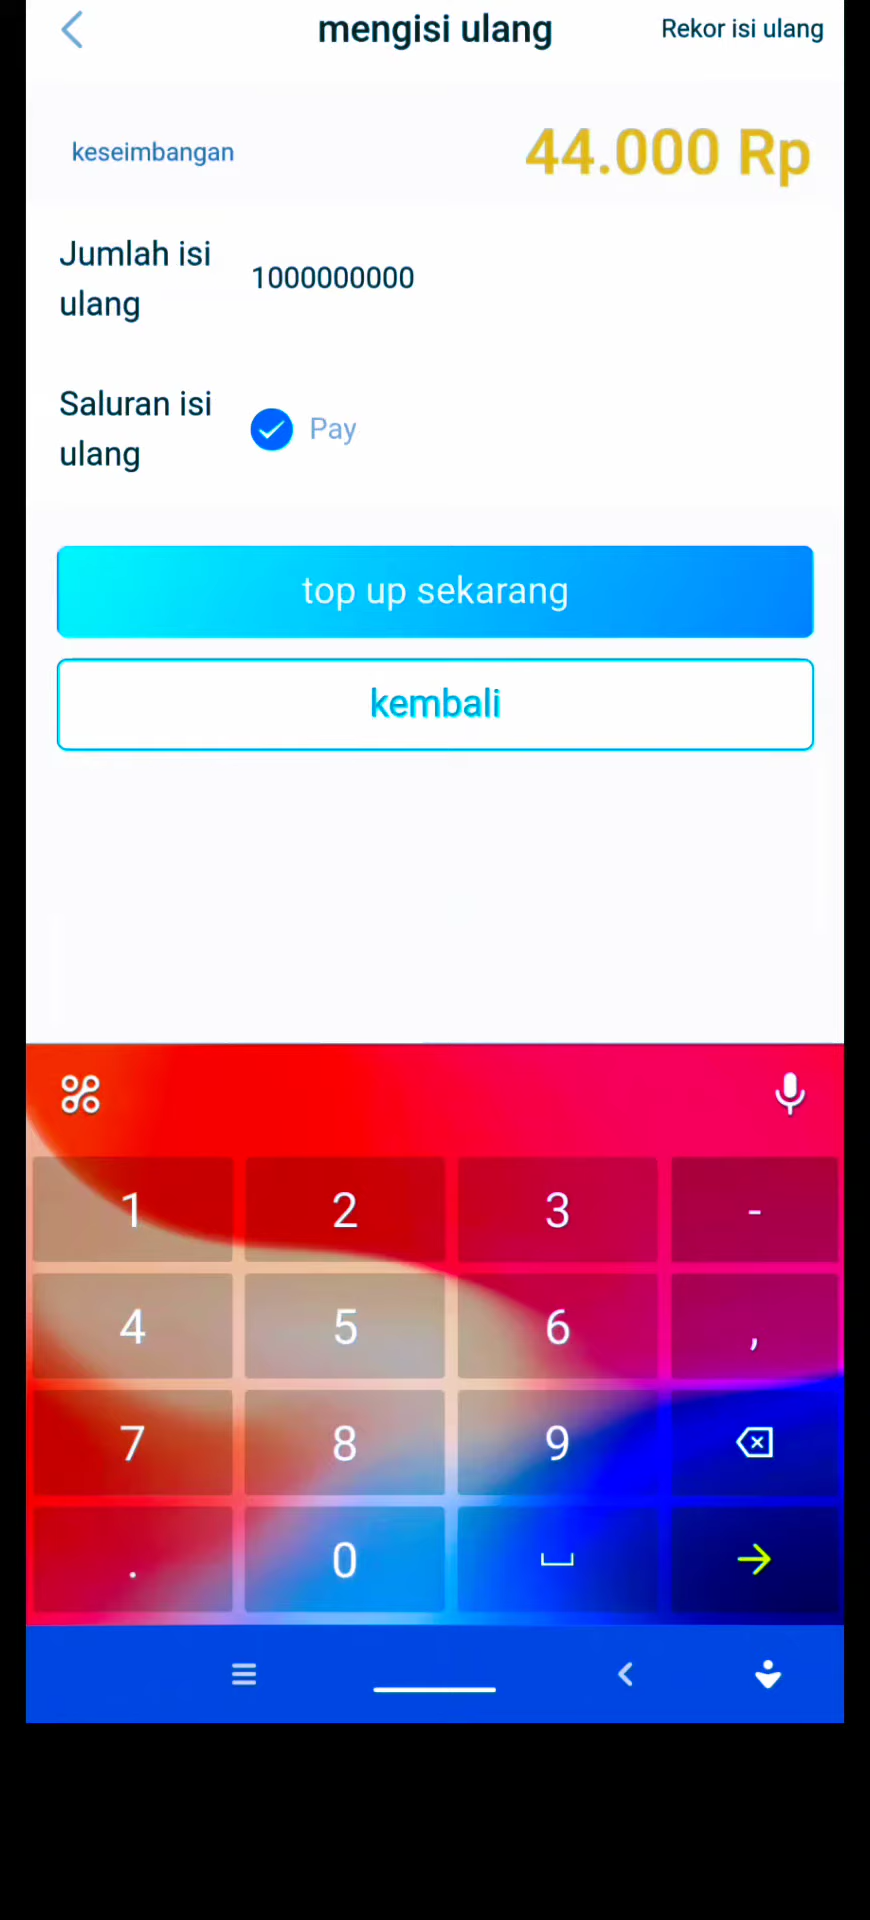 mengisi ulang
Rekor isi ulang
keseimbangan
44.000 Rp
Jumlah isi
ulang
1000000000
Saluran isi
ulang
Pay
top up sekarang
kembali
1 2 3 -
4 5 6 ,
7 8 9
. 0